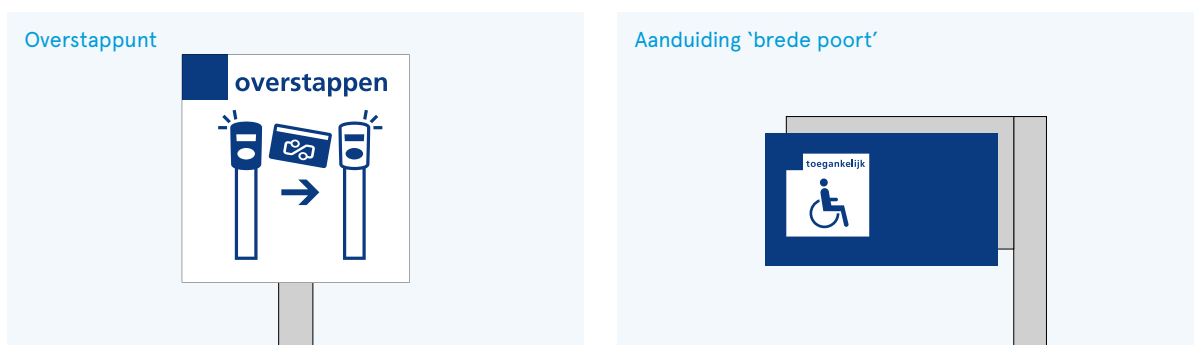 Overstappunt
overstappen
Aanduiding ‘brede poort’
toegankelijk